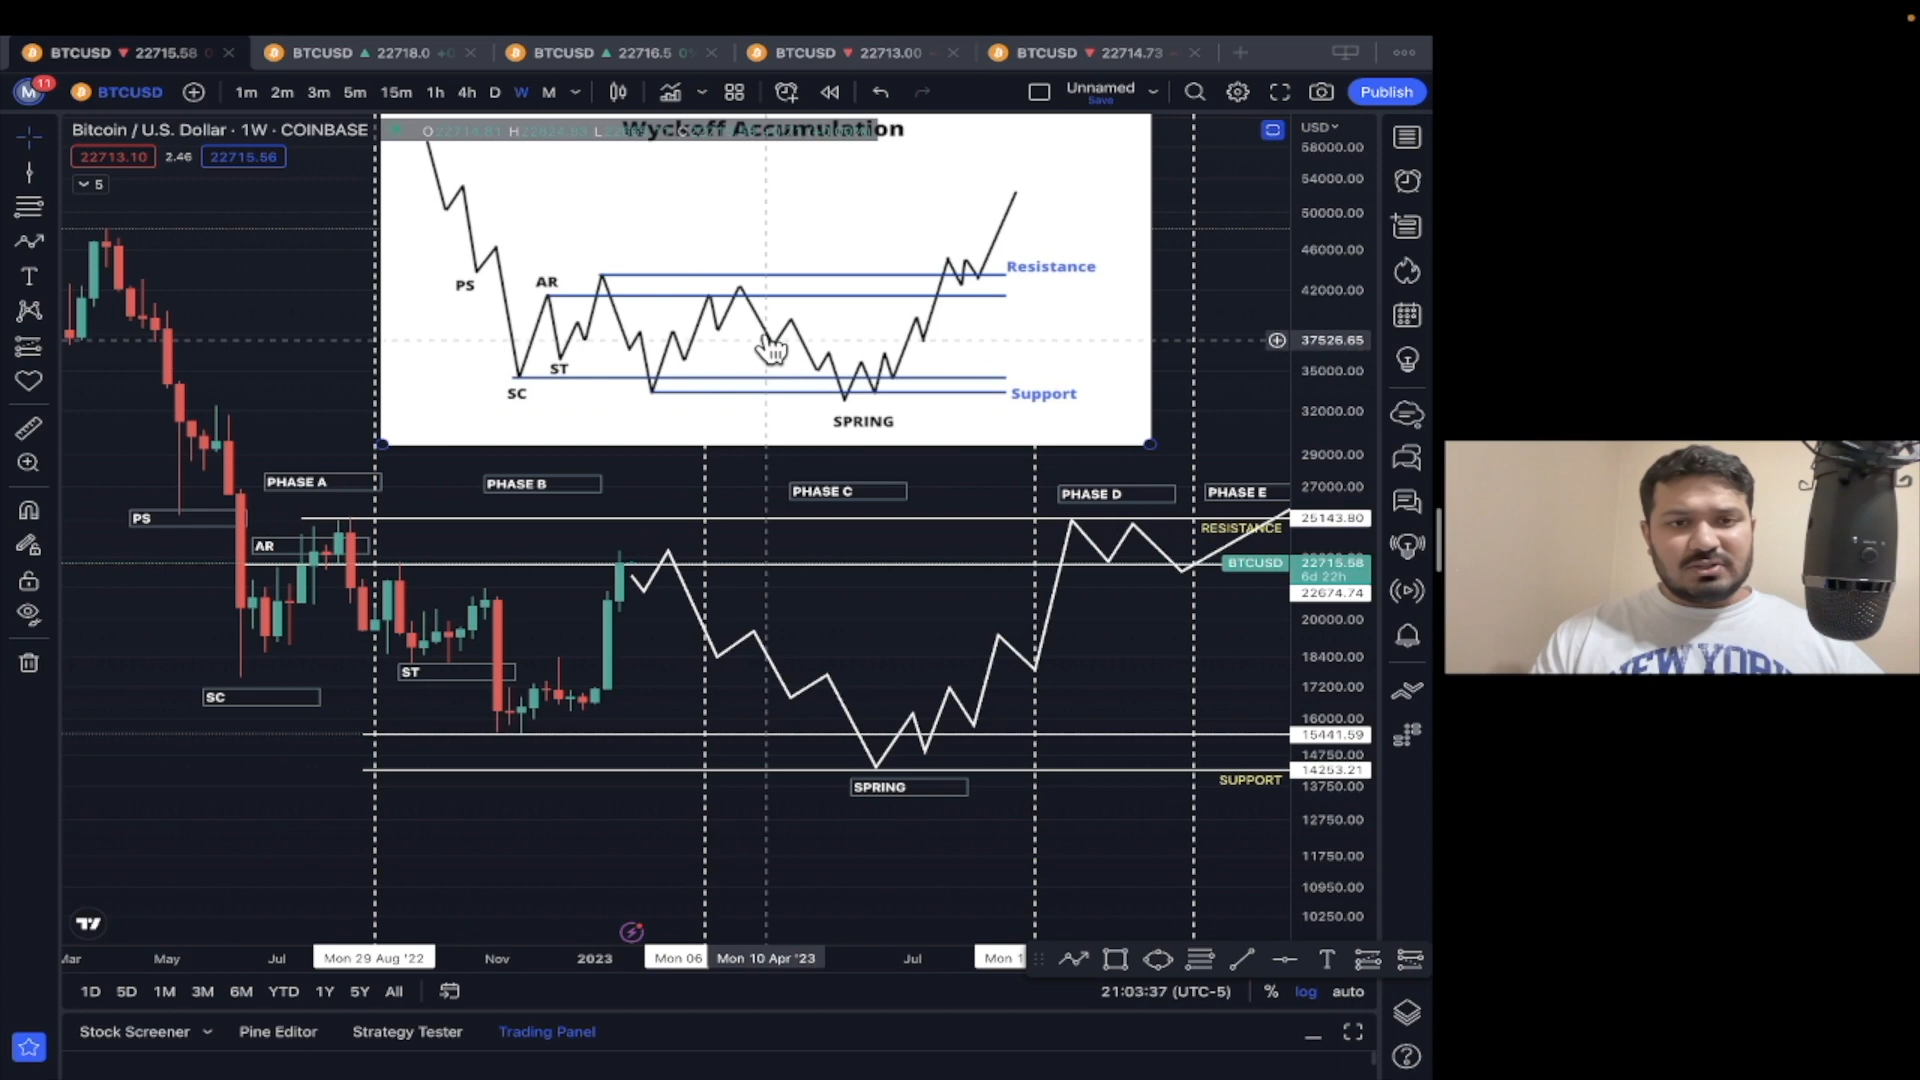 BTCUSD 22715.58 0
BTCUSD 22718.0 +0
BTCUSD 22716.5 0%
BTCUSD 22713.00
BTCUSD 22714.73
M 11 BTCUSD 1m 2m 3m 5m 15m 1h 4h D W M Unnamed Save Publish
Bitcoin / U.S. Dollar · 1W · COINBASE
22713.10 2.46 22715.56
5
Wyckoff Accumulation
PS
AR
SC
ST
Resistance
Support
SPRING
USD
58000.00
54000.00
50000.00
46000.00
42000.00
37526.65
35000.00
32000.00
29000.00
27000.00
25143.80
BTCUSD 22715.58
6d 22h
22674.74
20000.00
18400.00
17200.00
16000.00
15441.59
14750.00
14253.21
13750.00
12750.00
11750.00
10950.00
10250.00
PHASE A
PHASE B
PHASE C
PHASE D
PHASE E
PS
AR
RESISTANCE
ST
SC
SUPPORT
SPRING
Mar May Jul Mon 29 Aug '22 Nov 2023 Mon 06 Mon 10 Apr '23 Jul Mon 1
1D 5D 1M 3M 6M YTD 1Y 5Y All 21:03:37 (UTC-5) % log auto
Stock Screener Pine Editor Strategy Tester Trading Panel
NEW YORK